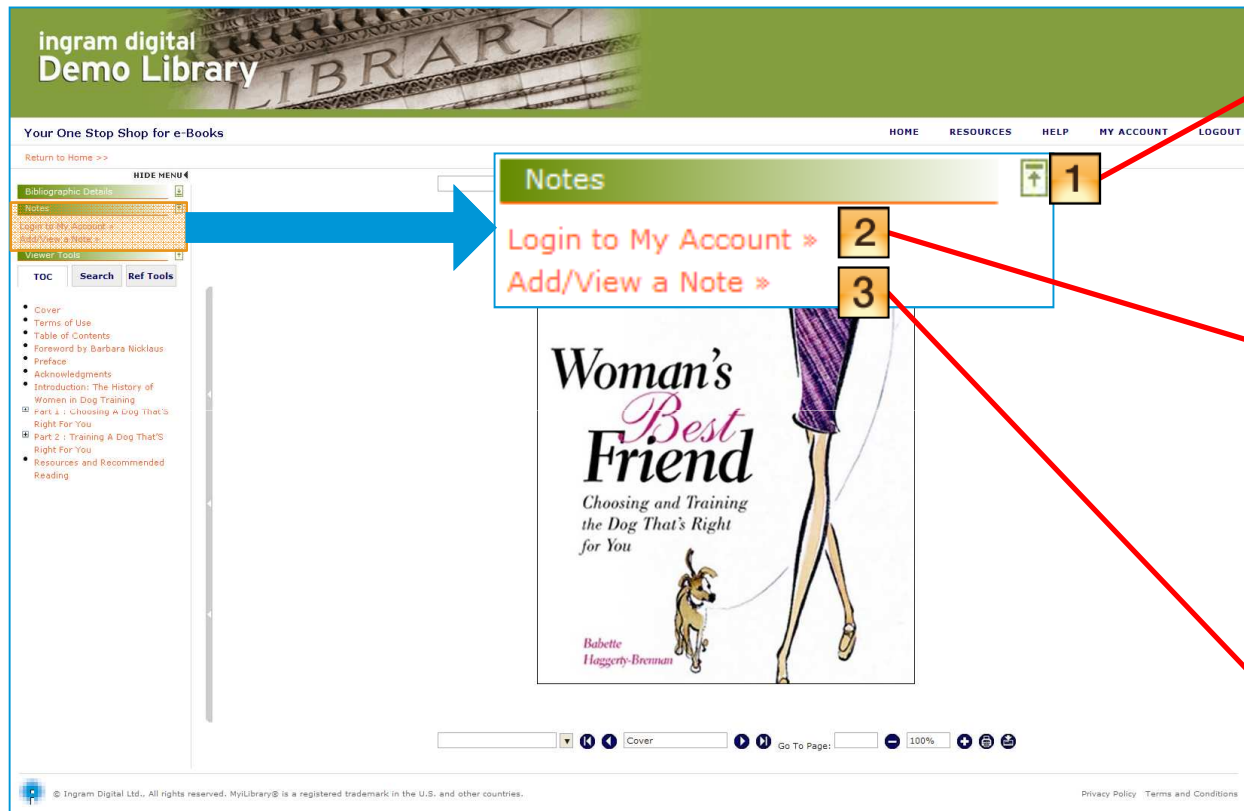 ingram digital
Demo Library
LIBRARY
Your One Stop Shop for e-Books
HOME RESOURCES HELP MY ACCOUNT LOGOUT
Return to Home >>
HIDE MENU
Bibliographic Details
Notes
Login to My Account »
Add/View a Note »
Viewer Tools
TOC Search Ref Tools
Cover
Terms of Use
Table of Contents
Foreword by Barbara Nicklaus
Preface
Acknowledgments
Introduction: The History of
Women in Dog Training
Part 1 : Choosing A Dog That'S
Right For You
Part 2 : Training A Dog That'S
Right For You
Resources and Recommended
Reading
Notes 1
Login to My Account » 2
Add/View a Note » 3
Woman's
Best
Friend
Choosing and Training
the Dog That's Right
for You
Babette
Haggerty-Brennan
Cover Go To Page: 100%
© Ingram Digital Ltd., All rights reserved. MyiLibrary® is a registered trademark in the U.S. and other countries.
Privacy Policy Terms and Conditions